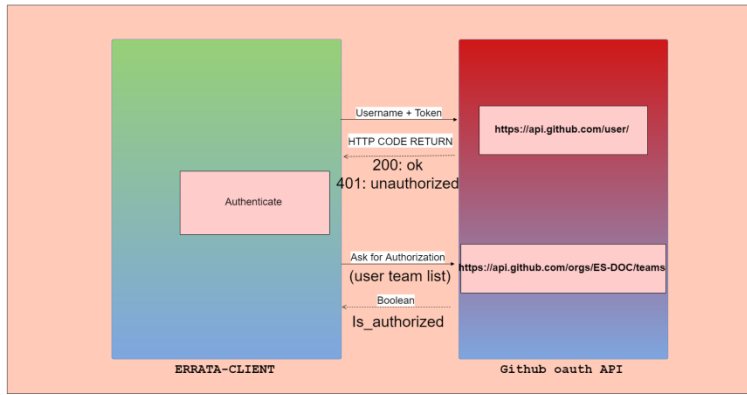 Username + Token
https://api.github.com/user/
HTTP CODE RETURN
200: ok
401: unauthorized
Authenticate
Ask for Authorization
(user team list)
https://api.github.com/orgs/ES-DOC/teams
Boolean
Is_authorized
ERRATA-CLIENT
Github oauth API